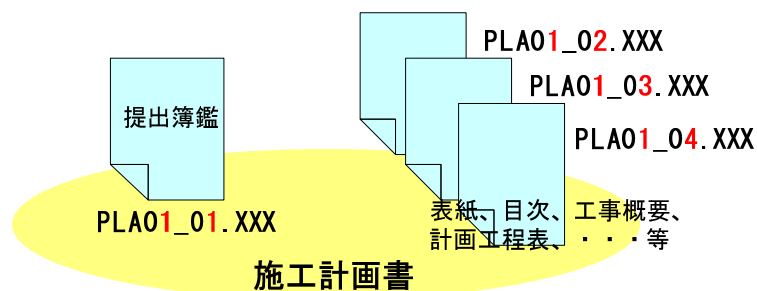 PLA01_02.XXX
PLA01_03.XXX
提出簿鑑
PLA01_04.XXX
PLA01_01.XXX
表紙、目次、工事概要、
計画工程表、・・・等
施工計画書